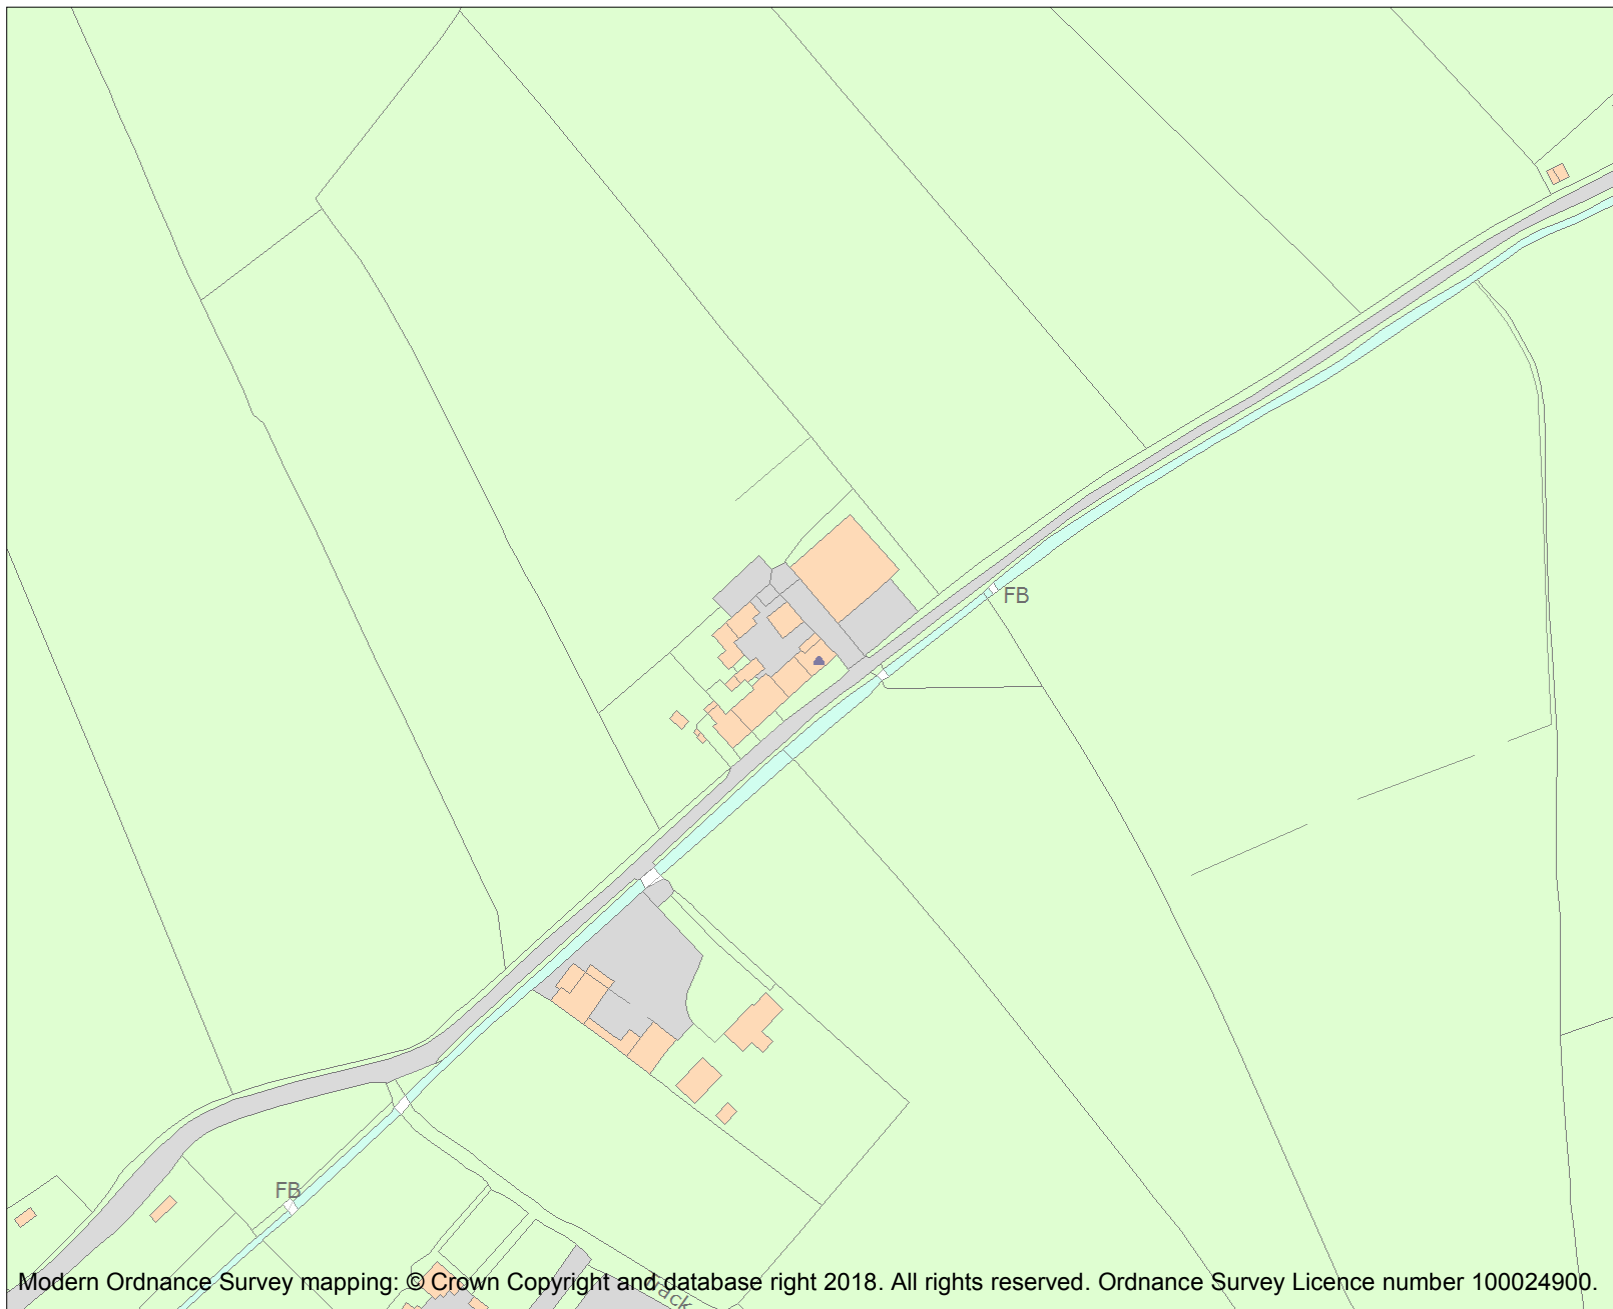 FB
FB
Modern Ordnance Survey mapping: © Crown Copyright and database right 2018. All rights reserved. Ordnance Survey Licence number 100024900.